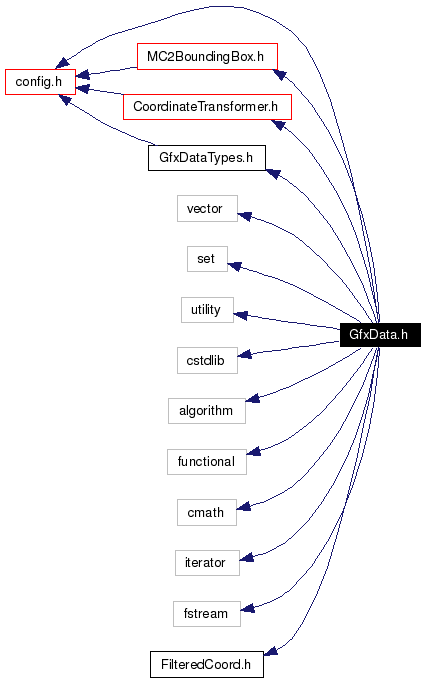 MC2BoundingBox.h
config.h
CoordinateTransformer.h
GfxDataTypes.h
vector
set
utility
GfxData.h
cstdlib
algorithm
functional
cmath
iterator
fstream
FilteredCoord.h